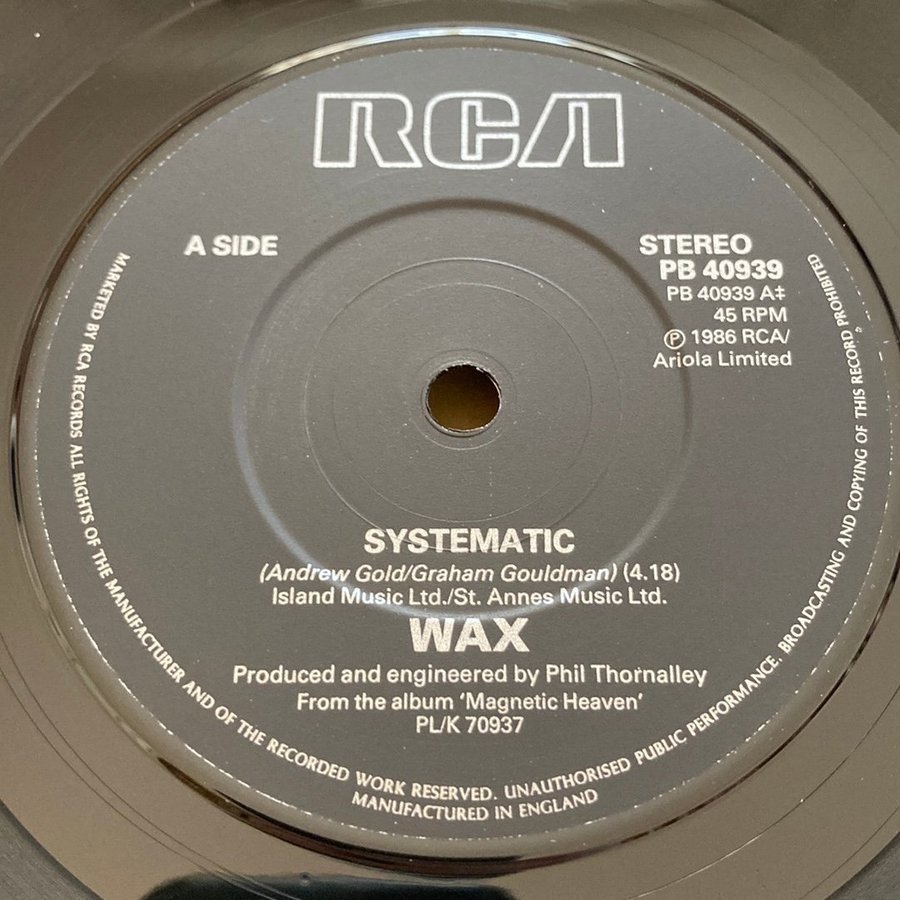 RCA
A SIDE
STEREO
PB 40939
PB 40939 A‡
45 RPM
℗ 1986 RCA/
Ariola Limited
SYSTEMATIC
(Andrew Gold/Graham Gouldman) (4.18)
Island Music Ltd./St. Annes Music Ltd.
WAX
Produced and engineered by Phil Thornalley
From the album ‘Magnetic Heaven’
PL/K 70937
MARKETED BY RCA RECORDS ALL RIGHTS OF THE MANUFACTURER AND OF THE RECORDED WORK RESERVED. UNAUTHORISED PUBLIC PERFORMANCE, BROADCASTING AND COPYING OF THIS RECORD PROHIBITED
MANUFACTURED IN ENGLAND